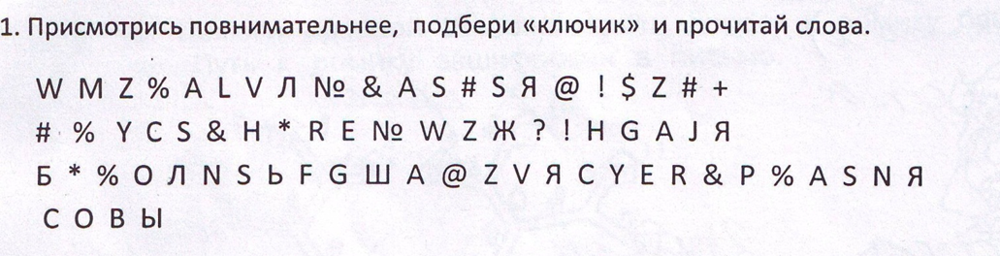 1. Присмотрись повнимательнее, подбери «ключик» и прочитай слова.
W M Z % A L V Л № & A S # S Я @ ! $ Z # +
# % Y C S & Н * R E № W Z Ж ? ! Н G A J Я
Б * % О Л N S Ь F G Ш А @ Z V Я C Y E R & Р % A S N Я
С О В Ы